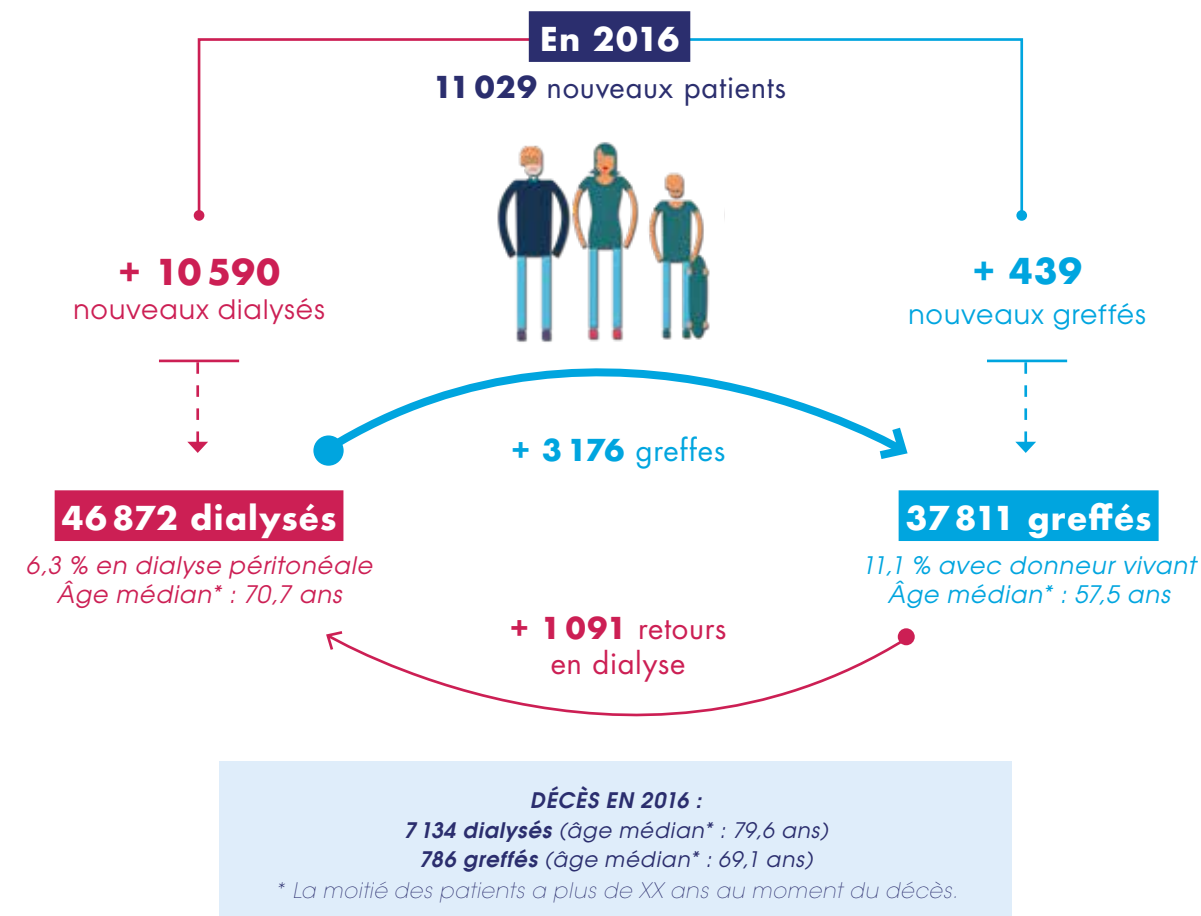 En 2016
11 029 nouveaux patients
+ 10 590
nouveaux dialysés
+ 439
nouveaux greffés
+ 3 176 greffes
46 872 dialysés
6,3 % en dialyse péritonéale
Âge médian* : 70,7 ans
37 811 greffés
11,1 % avec donneur vivant
Âge médian* : 57,5 ans
+ 1 091 retours
en dialyse
DÉCÈS EN 2016 :
7 134 dialysés (âge médian* : 79,6 ans)
786 greffés (âge médian* : 69,1 ans)
* La moitié des patients a plus de XX ans au moment du décès.